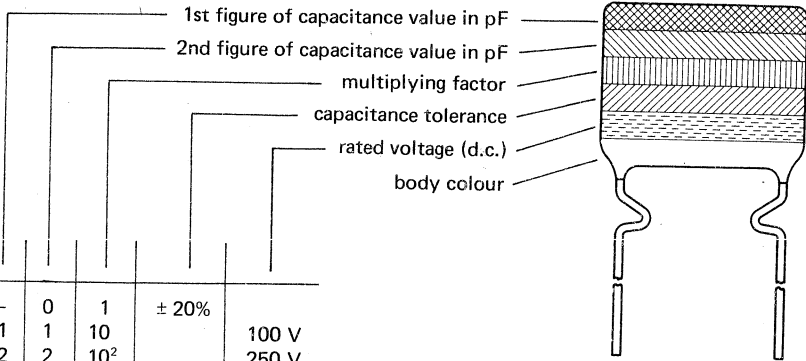 1st figure of capacitance value in pF
2nd figure of capacitance value in pF
multiplying factor
capacitance tolerance
rated voltage (d.c.)
body colour
– 0 1 ± 20%
1 1 10 100 V
2 2 10² 250 V